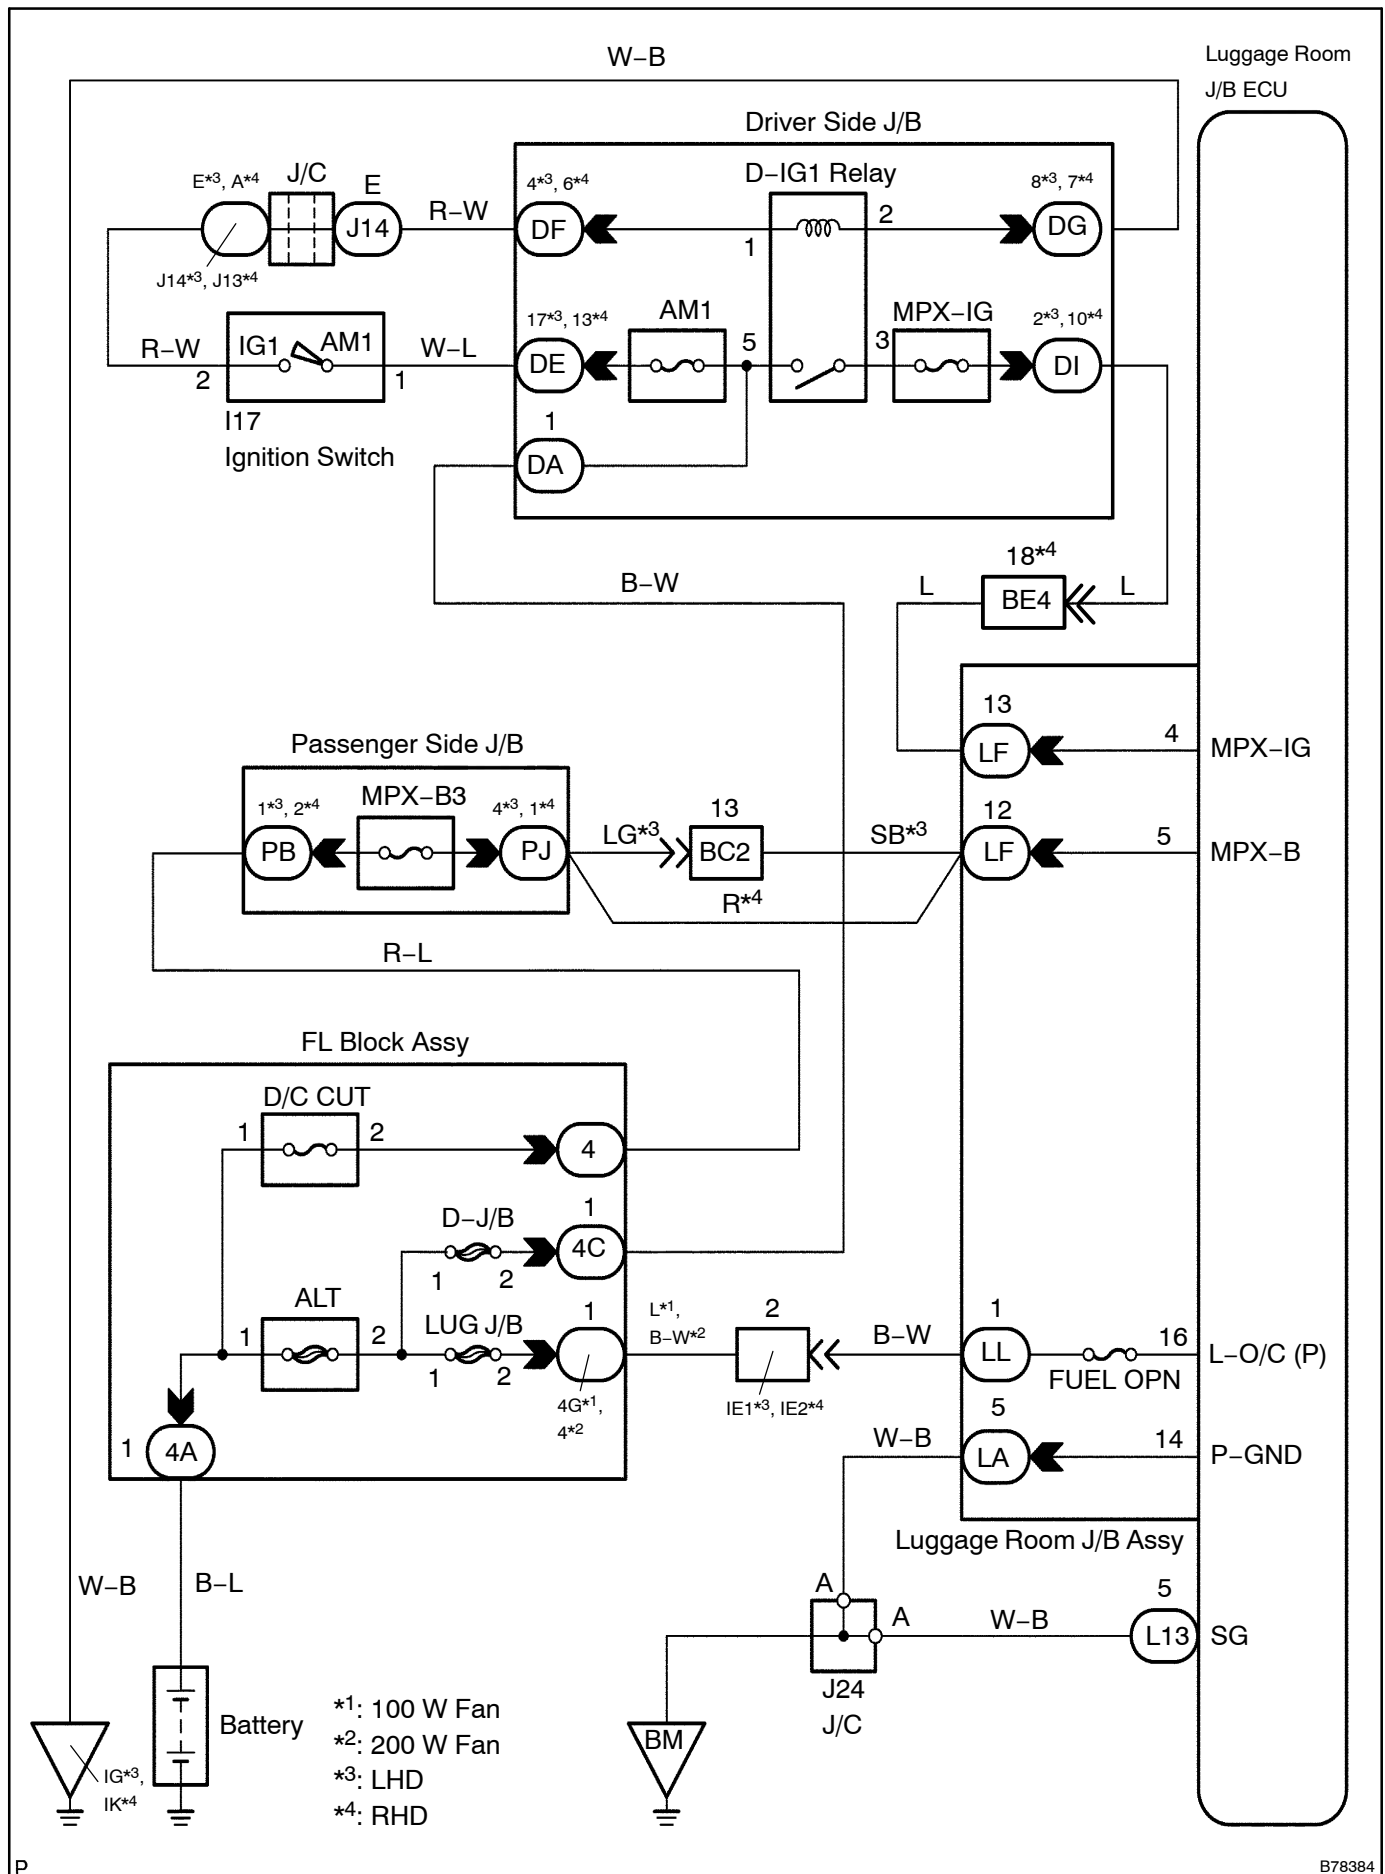 W–B
Luggage Room
J/B ECU
Driver Side J/B
E*3, A*4
J/C
E
J14
R–W
J14*3, J13*4
4*3, 6*4
DF
D–IG1 Relay
1
2
8*3, 7*4
DG
R–W
2
IG1
AM1
1
W–L
I17
Ignition Switch
17*3, 13*4
DE
AM1
5
3
MPX–IG
2*3, 10*4
DI
1
DA
B–W
18*4
L
BE4
L
13
LF
4
MPX–IG
Passenger Side J/B
1*3, 2*4
PB
MPX–B3
4*3, 1*4
PJ
LG*3
13
BC2
SB*3
12
LF
5
MPX–B
R*4
R–L
FL Block Assy
D/C CUT
1
2
4
D–J/B
1
2
1
4C
ALT
1
2
LUG J/B
1
2
1
4G*1,
4*2
L*1,
B–W*2
2
IE1*3, IE2*4
B–W
1
LL
FUEL OPN
16
L–O/C (P)
1
4A
W–B
5
LA
14
P–GND
Luggage Room J/B Assy
W–B
B–L
A
A
W–B
5
L13
SG
J24
J/C
Battery
IG*3,
IK*4
BM
*1: 100 W Fan
*2: 200 W Fan
*3: LHD
*4: RHD
P
B78384